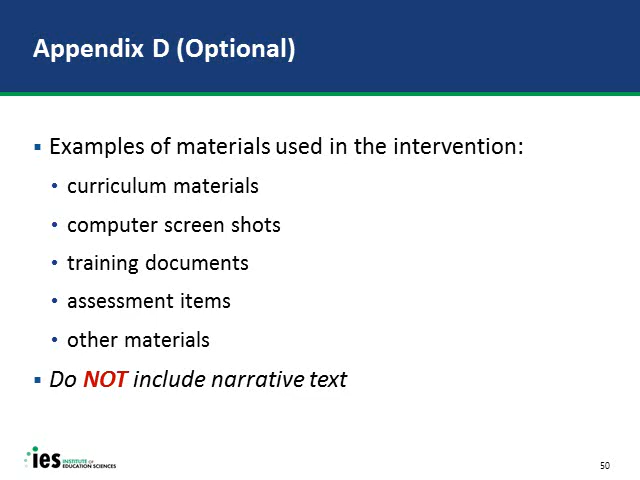 Appendix D (Optional)
▪ Examples of materials used in the intervention:
• curriculum materials
• computer screen shots
• training documents
• assessment items
• other materials
▪ Do NOT include narrative text
ies INSTITUTE OF
EDUCATION SCIENCES
50